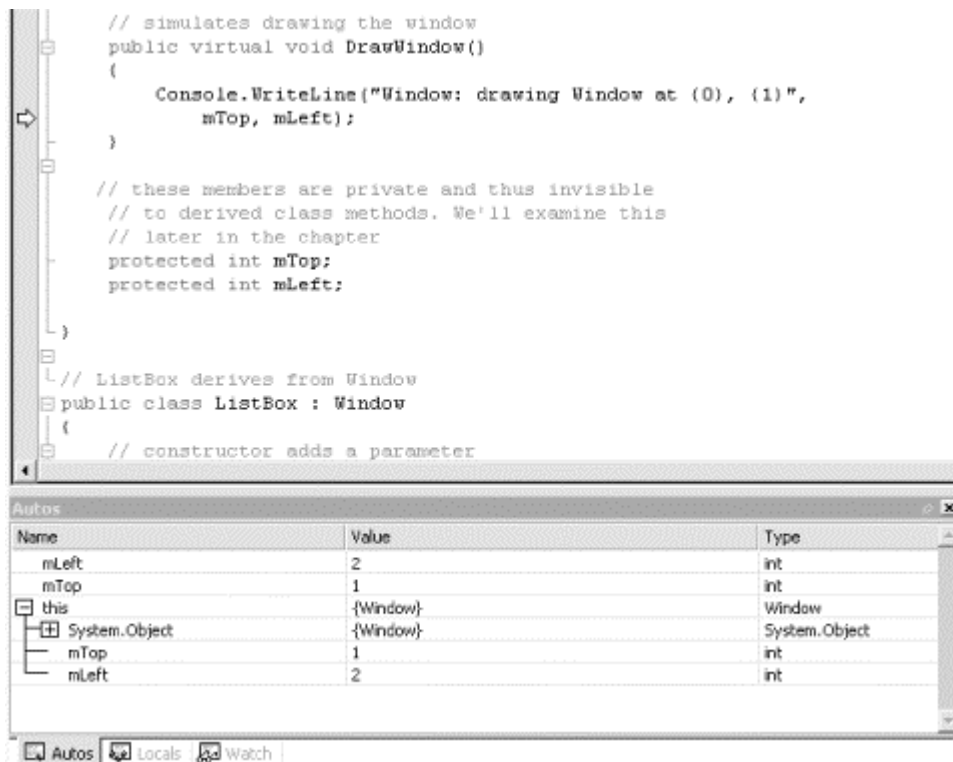 // simulates drawing the window
public virtual void DrawWindow()
{
Console.WriteLine("Window: drawing Window at {0}, {1}",
mTop, mLeft);
}
// these members are private and thus invisible
// to derived class methods. We'll examine this
// later in the chapter
protected int mTop;
protected int mLeft;
}
// ListBox derives from Window
public class ListBox : Window
{
// constructor adds a parameter
Autos
Name Value Type
mLeft 2 int
mTop 1 int
this {Window} Window
System.Object {Window} System.Object
mTop 1 int
mLeft 2 int
Autos Locals Watch